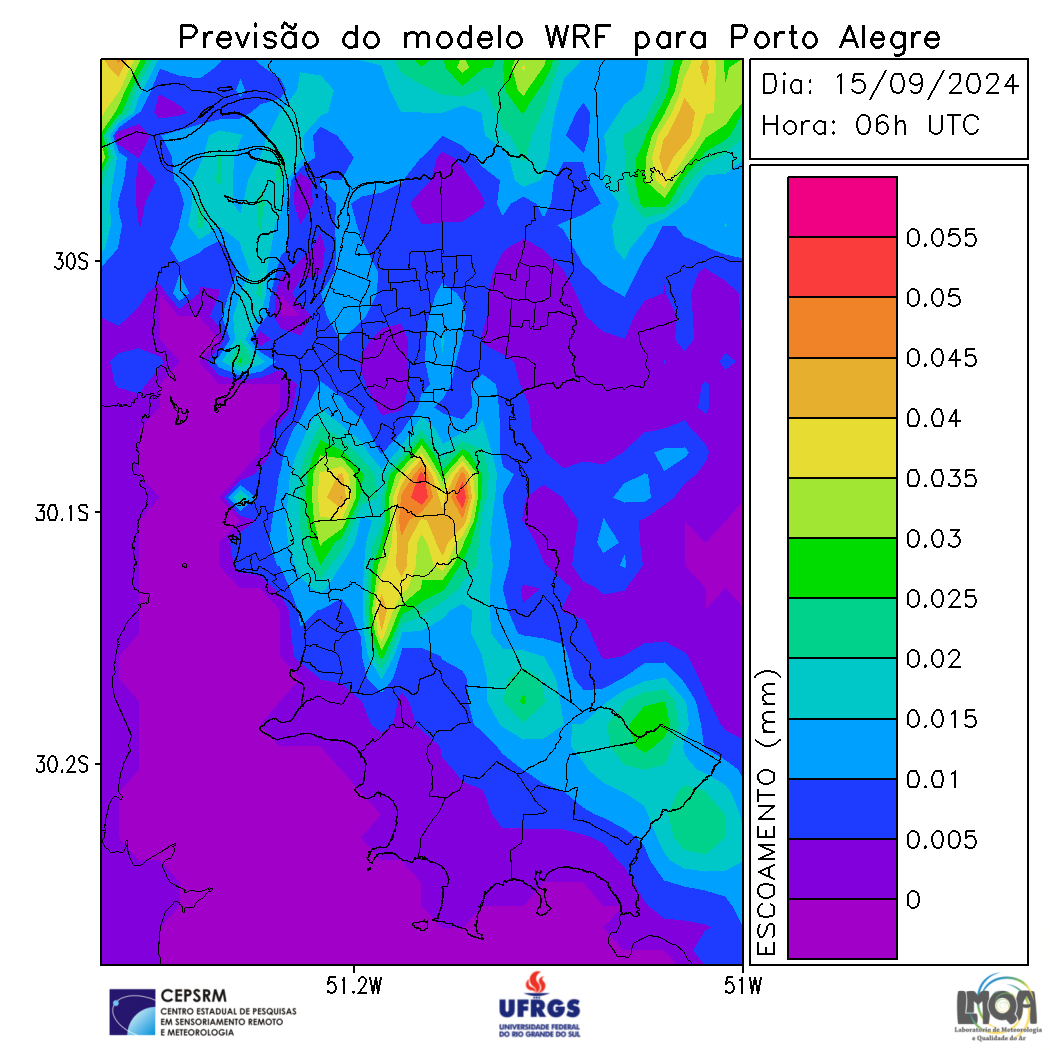 Previsão do modelo WRF para Porto Alegre
Dia: 15/09/2024
Hora: 06h UTC
30S
30.1S
30.2S
51.2W
51W
ESCOAMENTO (mm)
0.055
0.05
0.045
0.04
0.035
0.03
0.025
0.02
0.015
0.01
0.005
0
CEPSRM
CENTRO ESTADUAL DE PESQUISAS
EM SENSORIAMENTO REMOTO
E METEOROLOGIA
UFRGS
UNIVERSIDADE FEDERAL
DO RIO GRANDE DO SUL
LMQA
Laboratório de Meteorologia
e Qualidade do Ar